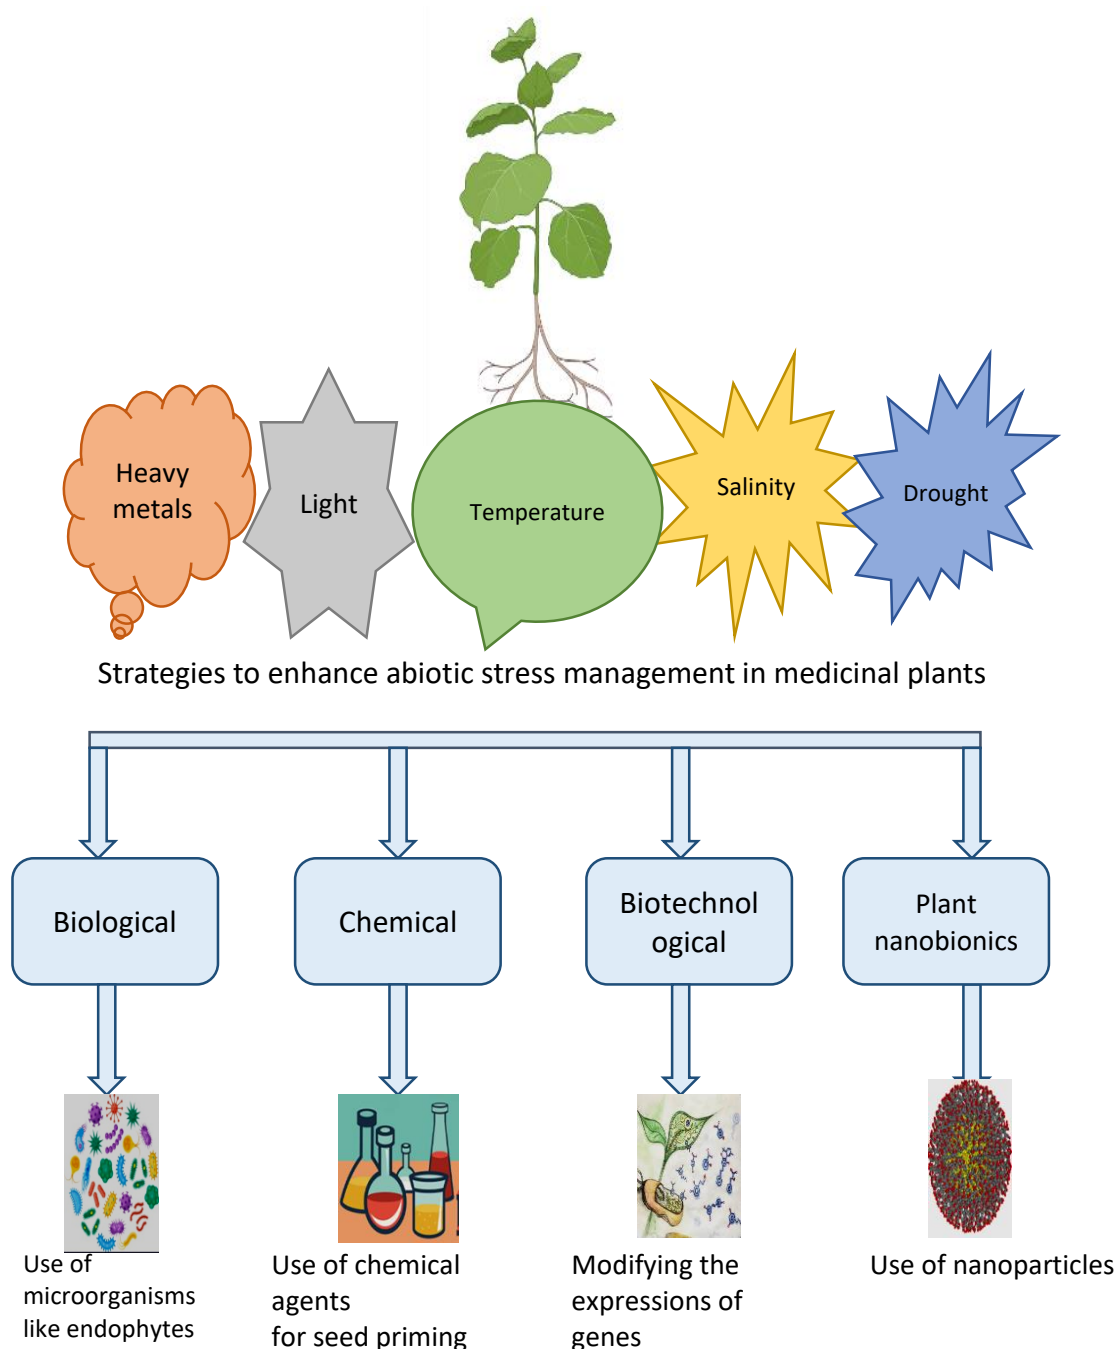 Heavy
metals
Light
Temperature
Salinity
Drought
Strategies to enhance abiotic stress management in medicinal plants
Biological
Chemical
Biotechnol
ogical
Plant
nanobionics
Use of
microorganisms
like endophytes
Use of chemical
agents
for seed priming
Modifying the
expressions of
genes
Use of nanoparticles